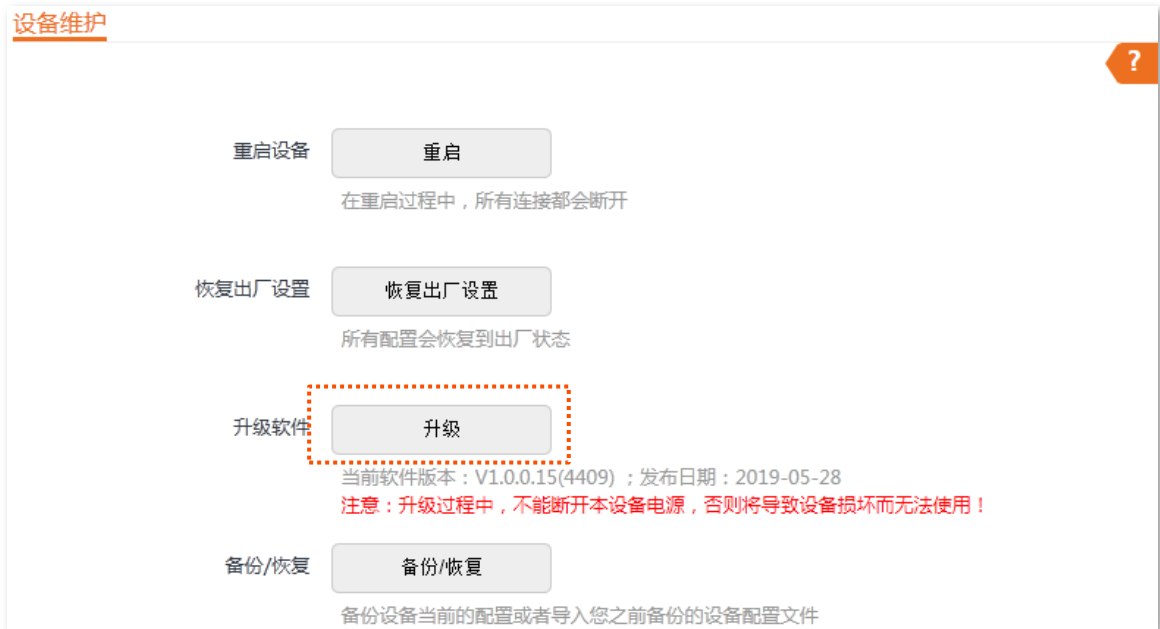 设备维护
?
重启设备 重启
在重启过程中，所有连接都会断开
恢复出厂设置 恢复出厂设置
所有配置会恢复到出厂状态
升级软件 升级
当前软件版本：V1.0.0.15(4409) ；发布日期：2019-05-28
注意：升级过程中，不能断开本设备电源，否则将导致设备损坏而无法使用！
备份/恢复 备份/恢复
备份设备当前的配置或者导入您之前备份的设备配置文件